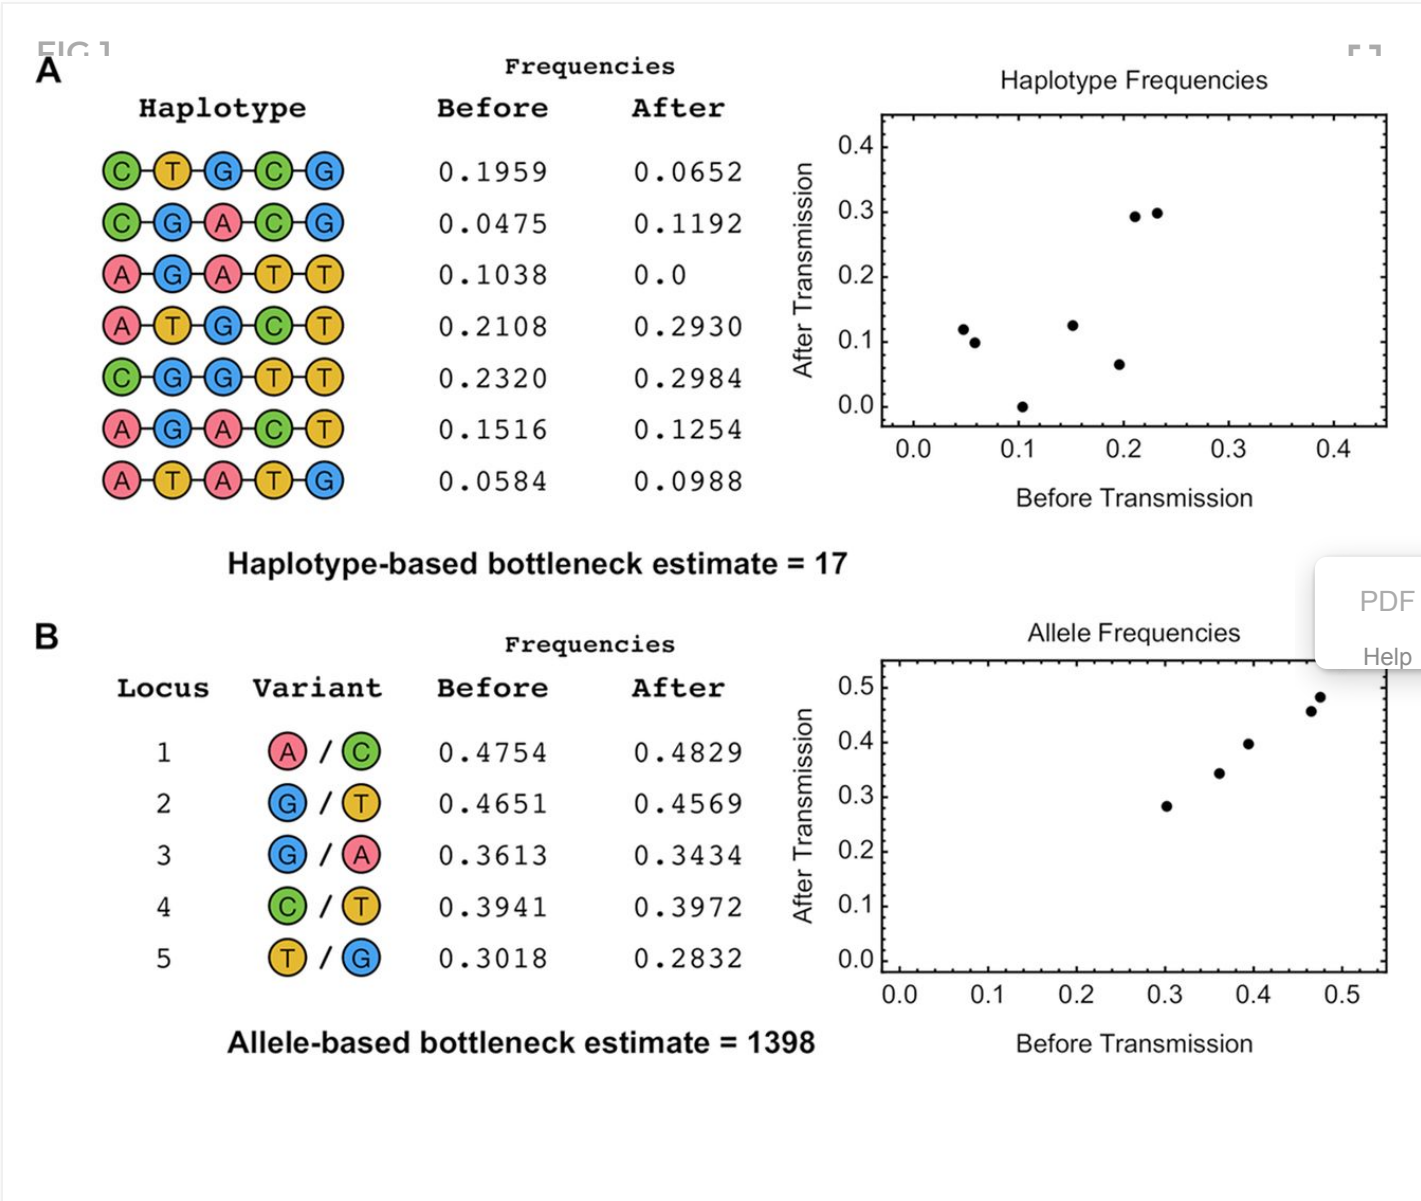 FIG 1
A
Frequencies
Haplotype Before After
C T G C G 0.1959 0.0652
C G A C G 0.0475 0.1192
A G A T T 0.1038 0.0
A T G C T 0.2108 0.2930
C G G T T 0.2320 0.2984
A G A C T 0.1516 0.1254
A T A T G 0.0584 0.0988
Haplotype Frequencies
After Transmission
0.4
0.3
0.2
0.1
0.0
0.0 0.1 0.2 0.3 0.4
Before Transmission
Haplotype-based bottleneck estimate = 17
PDF
Help
B
Frequencies
Locus Variant Before After
1 A / C 0.4754 0.4829
2 G / T 0.4651 0.4569
3 G / A 0.3613 0.3434
4 C / T 0.3941 0.3972
5 T / G 0.3018 0.2832
Allele Frequencies
After Transmission
0.5
0.4
0.3
0.2
0.1
0.0
0.0 0.1 0.2 0.3 0.4 0.5
Before Transmission
Allele-based bottleneck estimate = 1398